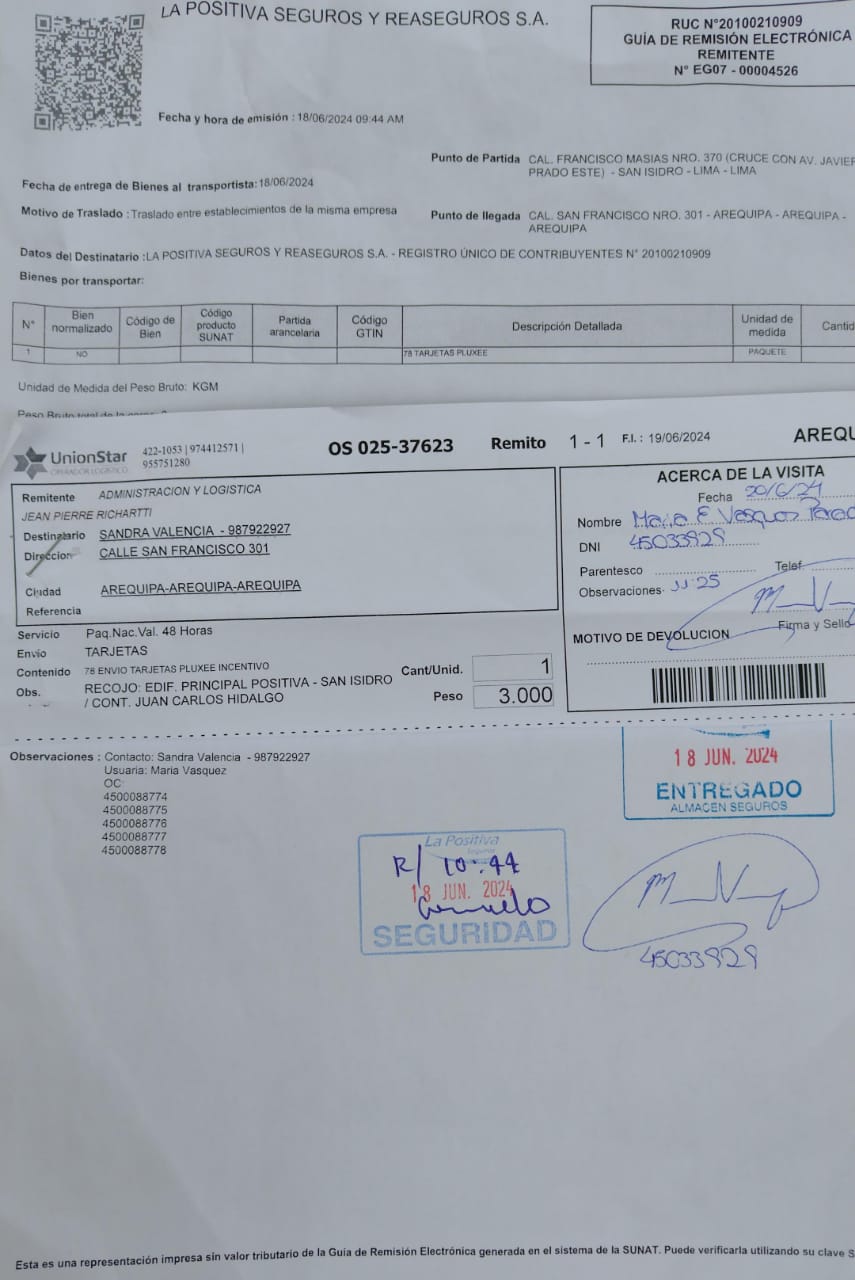 LA POSITIVA SEGUROS Y REASEGUROS S.A.
RUC N°20100210909
GUÍA DE REMISIÓN ELECTRÓNICA
REMITENTE
N° EG07 - 00004526
Fecha y hora de emisión : 18/06/2024 09:44 AM
Punto de Partida CAL. FRANCISCO MASIAS NRO. 370 (CRUCE CON AV. JAVIER
PRADO ESTE) - SAN ISIDRO - LIMA - LIMA
Fecha de entrega de Bienes al transportista: 18/06/2024
Motivo de Traslado : Traslado entre establecimientos de la misma empresa
Punto de llegada CAL. SAN FRANCISCO NRO. 301 - AREQUIPA - AREQUIPA -
AREQUIPA
Datos del Destinatario :LA POSITIVA SEGUROS Y REASEGUROS S.A. - REGISTRO ÚNICO DE CONTRIBUYENTES N° 20100210909
Bienes por transportar:
N° Bien normalizado Código de Bien Código producto SUNAT Partida arancelaria Código GTIN Descripción Detallada Unidad de medida Cantid
1 NO 78 TARJETAS PLUXEE PAQUETE
Unidad de Medida del Peso Bruto: KGM
UnionStar
OPERADOR LOGISTICO
422-1053 | 974412571 |
955751280
OS 025-37623 Remito 1 - 1 F.I. : 19/06/2024 AREQU
Remitente ADMINISTRACION Y LOGISTICA
JEAN PIERRE RICHARTTI
Destinatario SANDRA VALENCIA - 987922927
Direccion CALLE SAN FRANCISCO 301
Ciudad AREQUIPA-AREQUIPA-AREQUIPA
Referencia
Servicio Paq.Nac.Val. 48 Horas
Envio TARJETAS
Contenido 78 ENVIO TARJETAS PLUXEE INCENTIVO
Obs. RECOJO: EDIF. PRINCIPAL POSITIVA - SAN ISIDRO
/ CONT. JUAN CARLOS HIDALGO
Cant/Unid. 1
Peso 3.000
ACERCA DE LA VISITA
Fecha 20/6/24
Nombre Maria E Vasquez
DNI 45033929
Parentesco Telef.
Observaciones 11:25
Firma y Sello
MOTIVO DE DEVOLUCION
Observaciones : Contacto: Sandra Valencia - 987922927
Usuaria: Maria Vasquez
OC:
4500088774
4500088775
4500088776
4500088777
4500088778
18 JUN. 2024
ENTREGADO
ALMACEN SEGUROS
La Positiva
Seguros
R/ 10:44
18 JUN. 2024
SEGURIDAD
45033929
Esta es una representación impresa sin valor tributario de la Guía de Remisión Electrónica generada en el sistema de la SUNAT. Puede verificarla utilizando su clave S